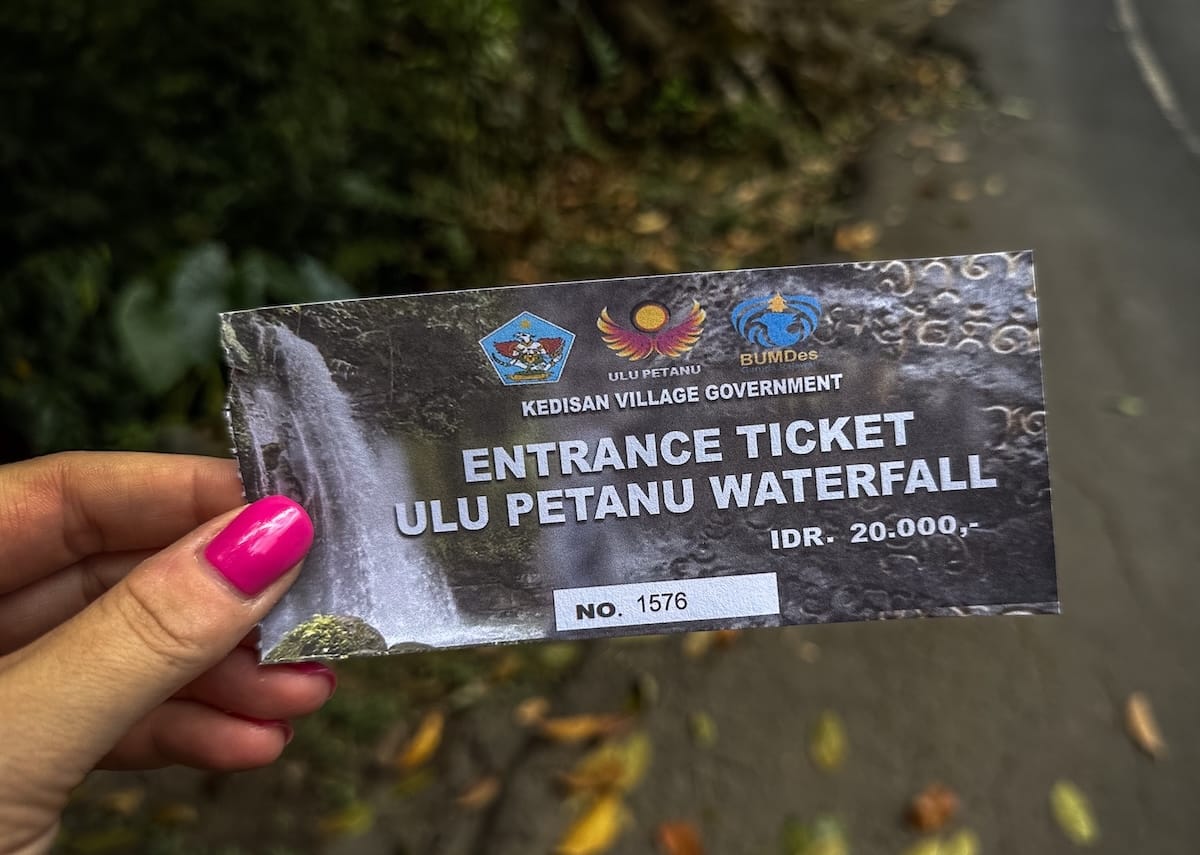 ULU PETANU
BUMDes
KEDISAN VILLAGE GOVERNMENT
ENTRANCE TICKET
ULU PETANU WATERFALL
IDR. 20.000,-
NO. 1576